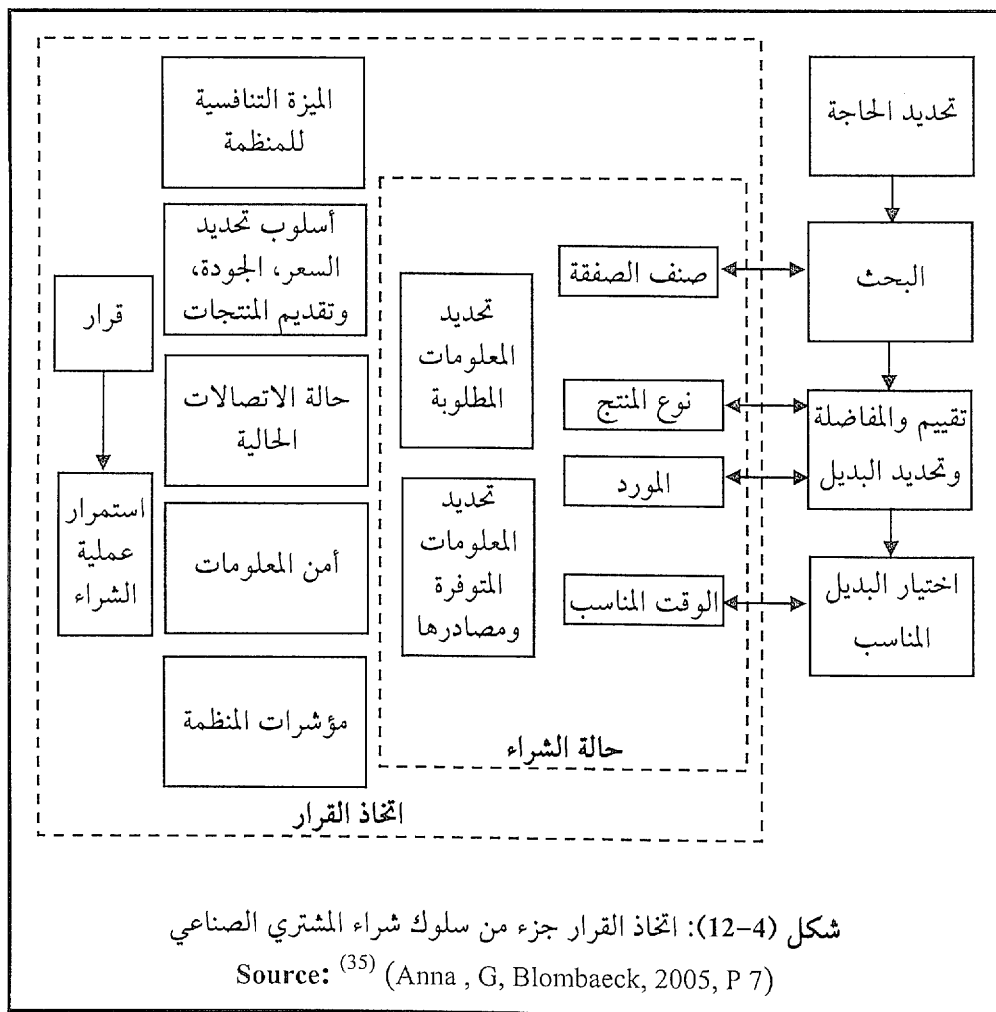 تحديد الحاجة
البحث
تقييم والمفاضلة
وتحديد البديل
اختيار البديل
المناسب
صنف الصفقة
نوع المنتج
المورد
الوقت المناسب
تحديد
المعلومات
المطلوبة
تحديد
المعلومات
المتوفرة
ومصادرها
حالة الشراء
الميزة التنافسية
للمنظمة
أسلوب تحديد
السعر، الجودة،
وتقديم المنتجات
حالة الاتصالات
الحالية
أمن المعلومات
مؤشرات المنظمة
قرار
استمرار
عملية
الشراء
اتخاذ القرار
شكل (4-12): اتخاذ القرار جزء من سلوك شراء المشتري الصناعي
Source: (35) (Anna , G, Blombaeck, 2005, P 7)